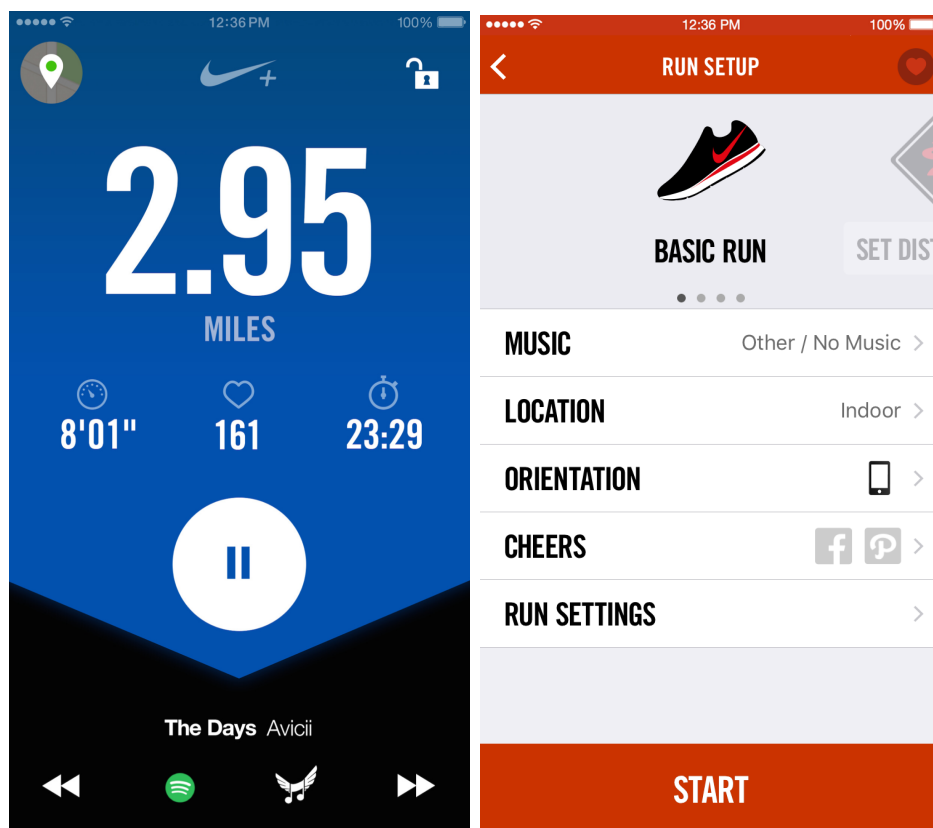 12:36 PM
100%
2.95
MILES
8'01"
161
23:29
The Days Avicii
12:36 PM
100%
RUN SETUP
BASIC RUN
SET DIS
MUSIC Other / No Music
LOCATION Indoor
ORIENTATION
CHEERS
RUN SETTINGS
START